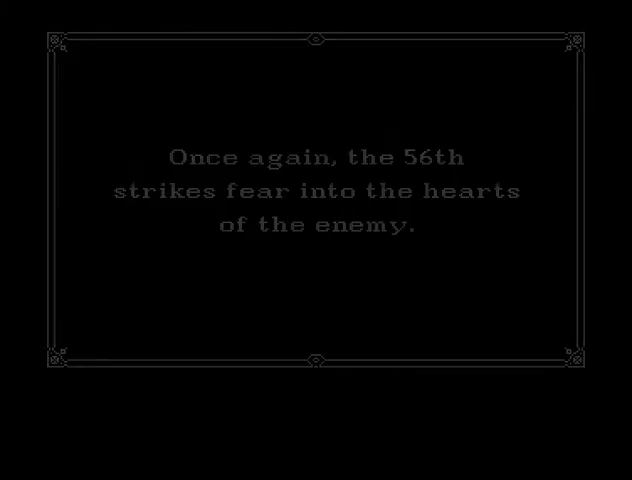 Once again, the 56th
strikes fear into the hearts
of the enemy.